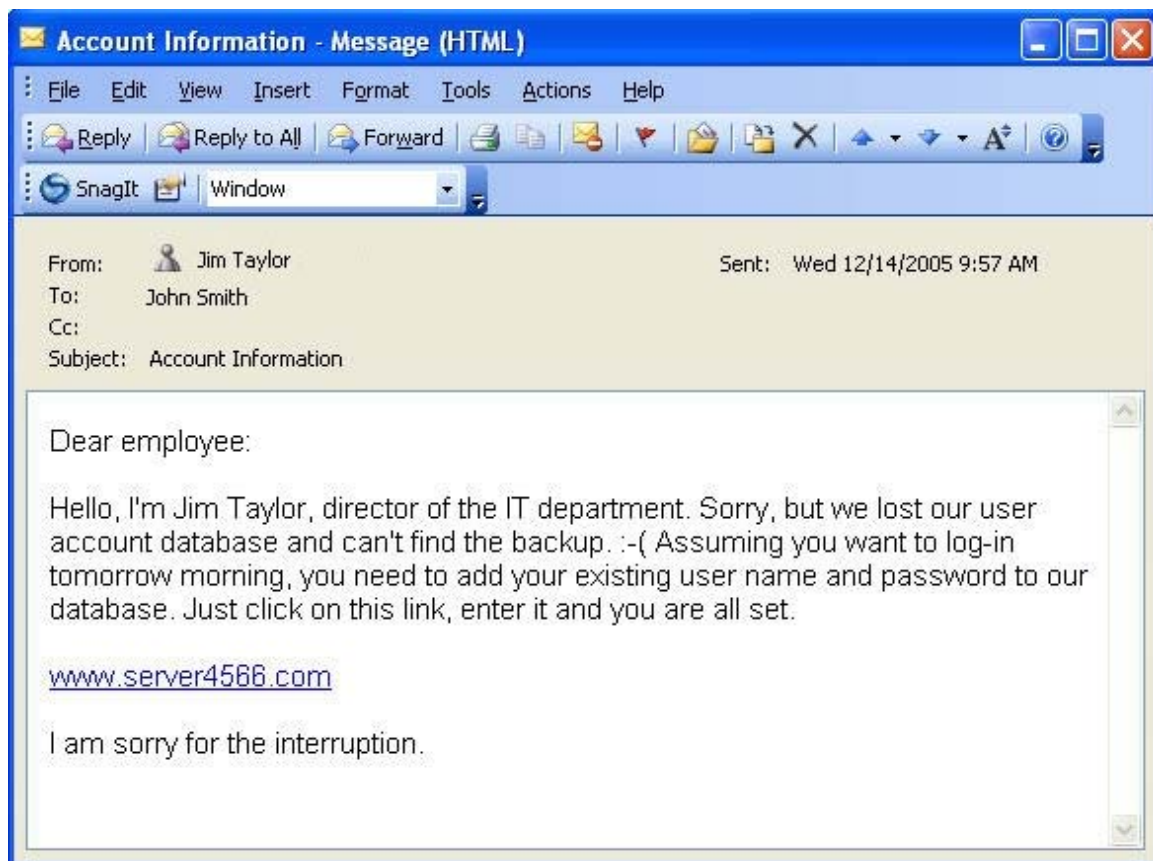 Account Information - Message (HTML)
File Edit View Insert Format Tools Actions Help
Reply Reply to All Forward
SnagIt Window
From: Jim Taylor Sent: Wed 12/14/2005 9:57 AM
To: John Smith
Cc:
Subject: Account Information
Dear employee:
Hello, I'm Jim Taylor, director of the IT department. Sorry, but we lost our user
account database and can't find the backup. :-( Assuming you want to log-in
tomorrow morning, you need to add your existing user name and password to our
database. Just click on this link, enter it and you are all set.
www.server4566.com
I am sorry for the interruption.